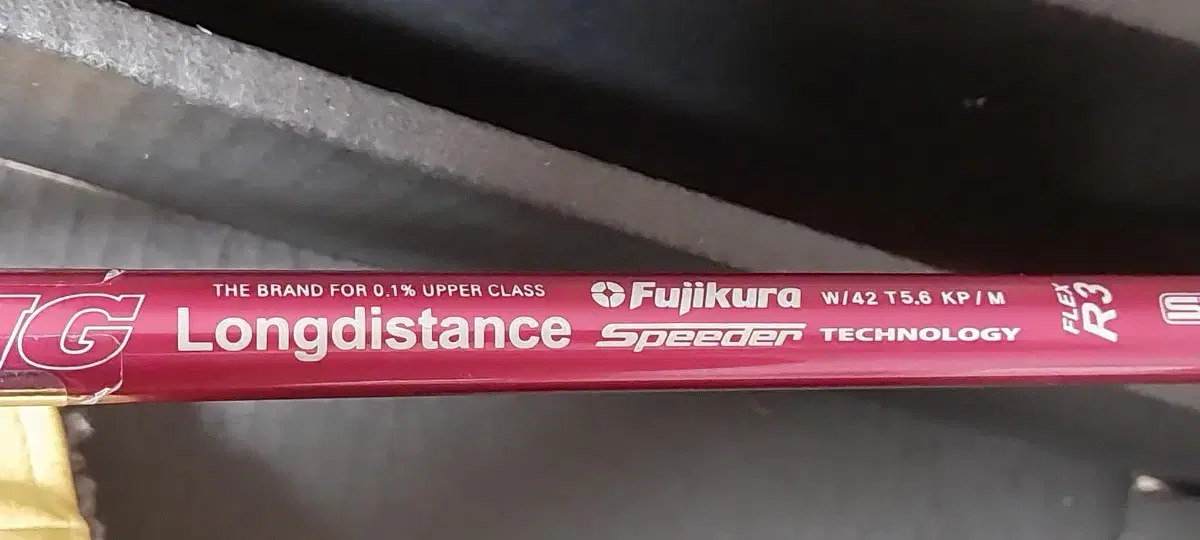 THE BRAND FOR 0.1% UPPER CLASS
Longdistance
Fujikura W/42 T5.6 KP/M
Speeder TECHNOLOGY
FLEX
R3